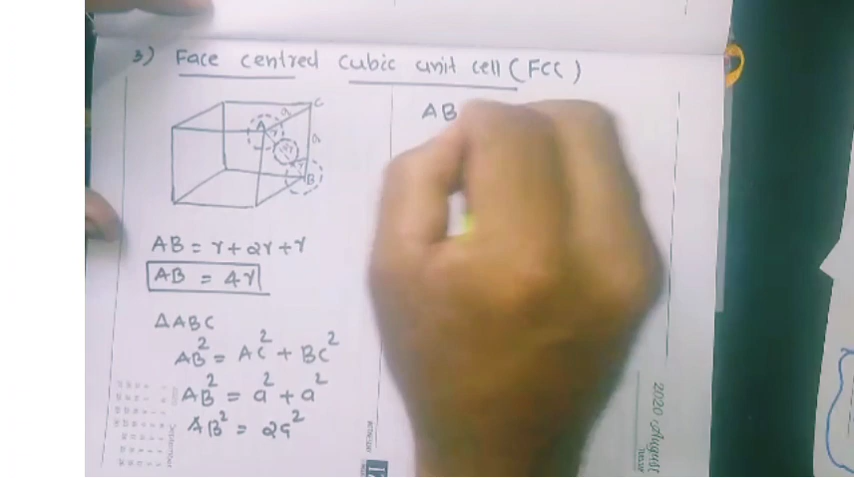 3) Face centred cubic unit cell (FCC)
A
a
C
a
B
AB
AB = r + 2r + r
AB = 4r
ΔABC
AB² = AC² + BC²
AB² = a² + a²
AB² = 2a²
2020 August